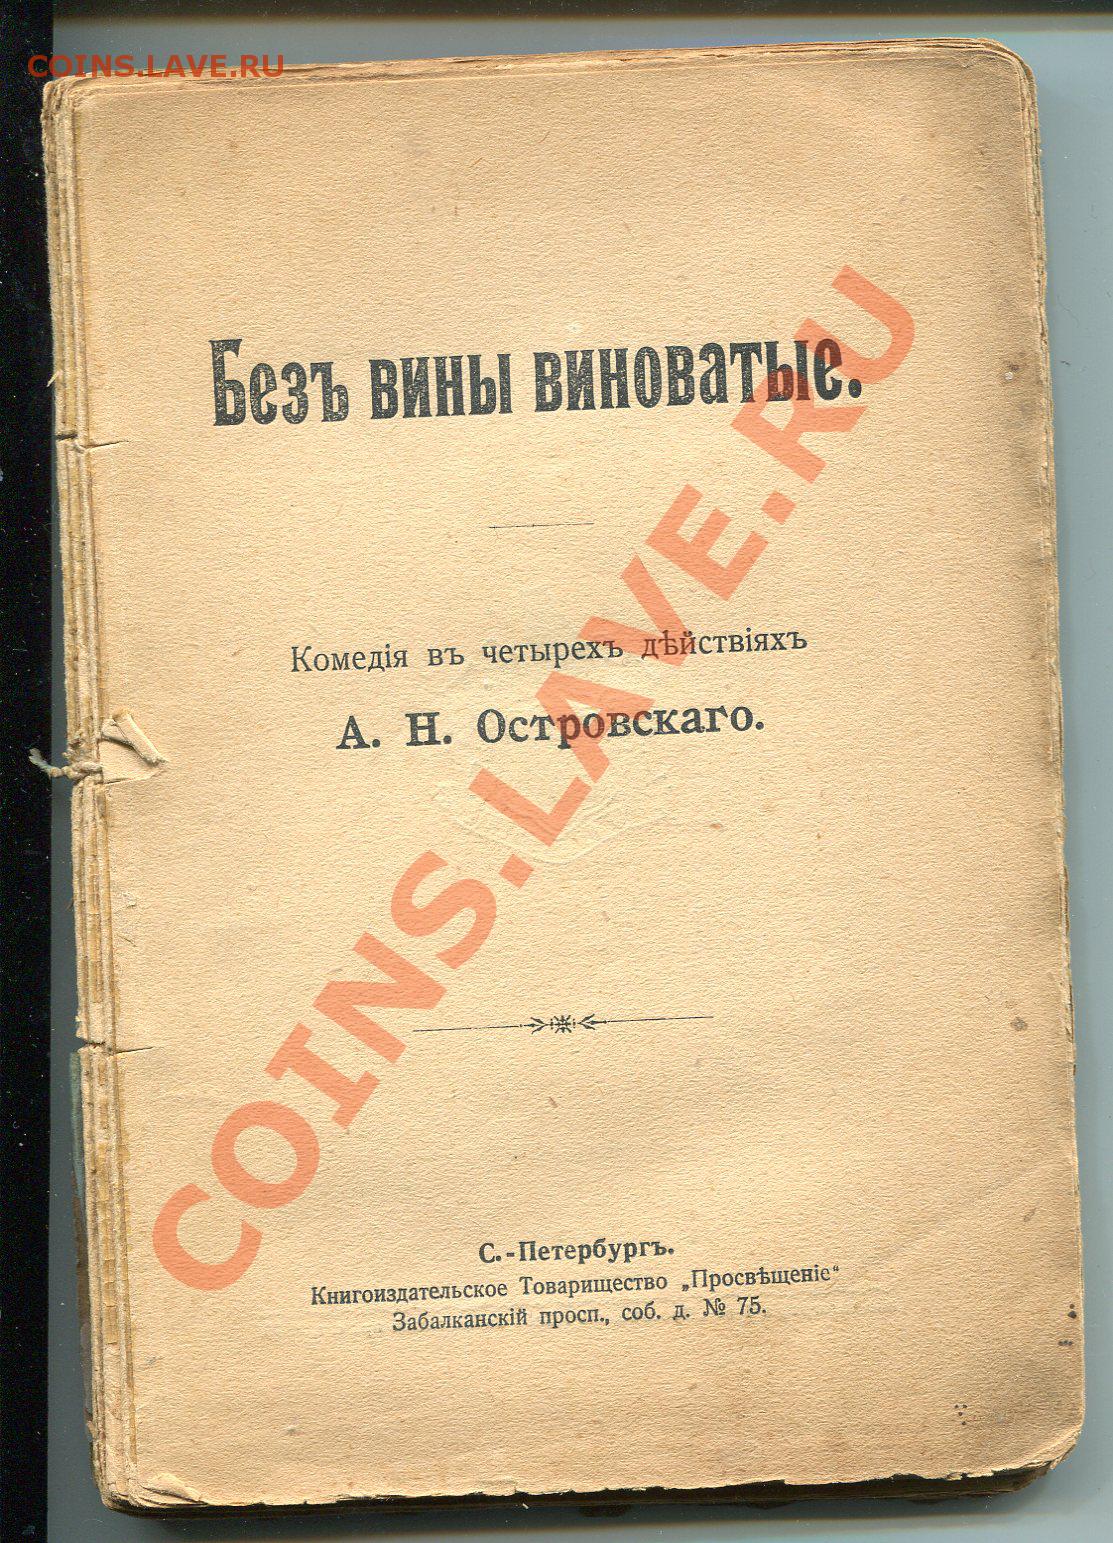 COINS.LAVE.RU
Безъ вины виноватые.
Комедія въ четырехъ дѣйствіяхъ
А. Н. Островскаго.
COINS.LAVE.RU
С.-Петербургъ.
Книгоиздательское Товарищество „Просвѣщеніе“
Забалканскій просп., соб. д. № 75.